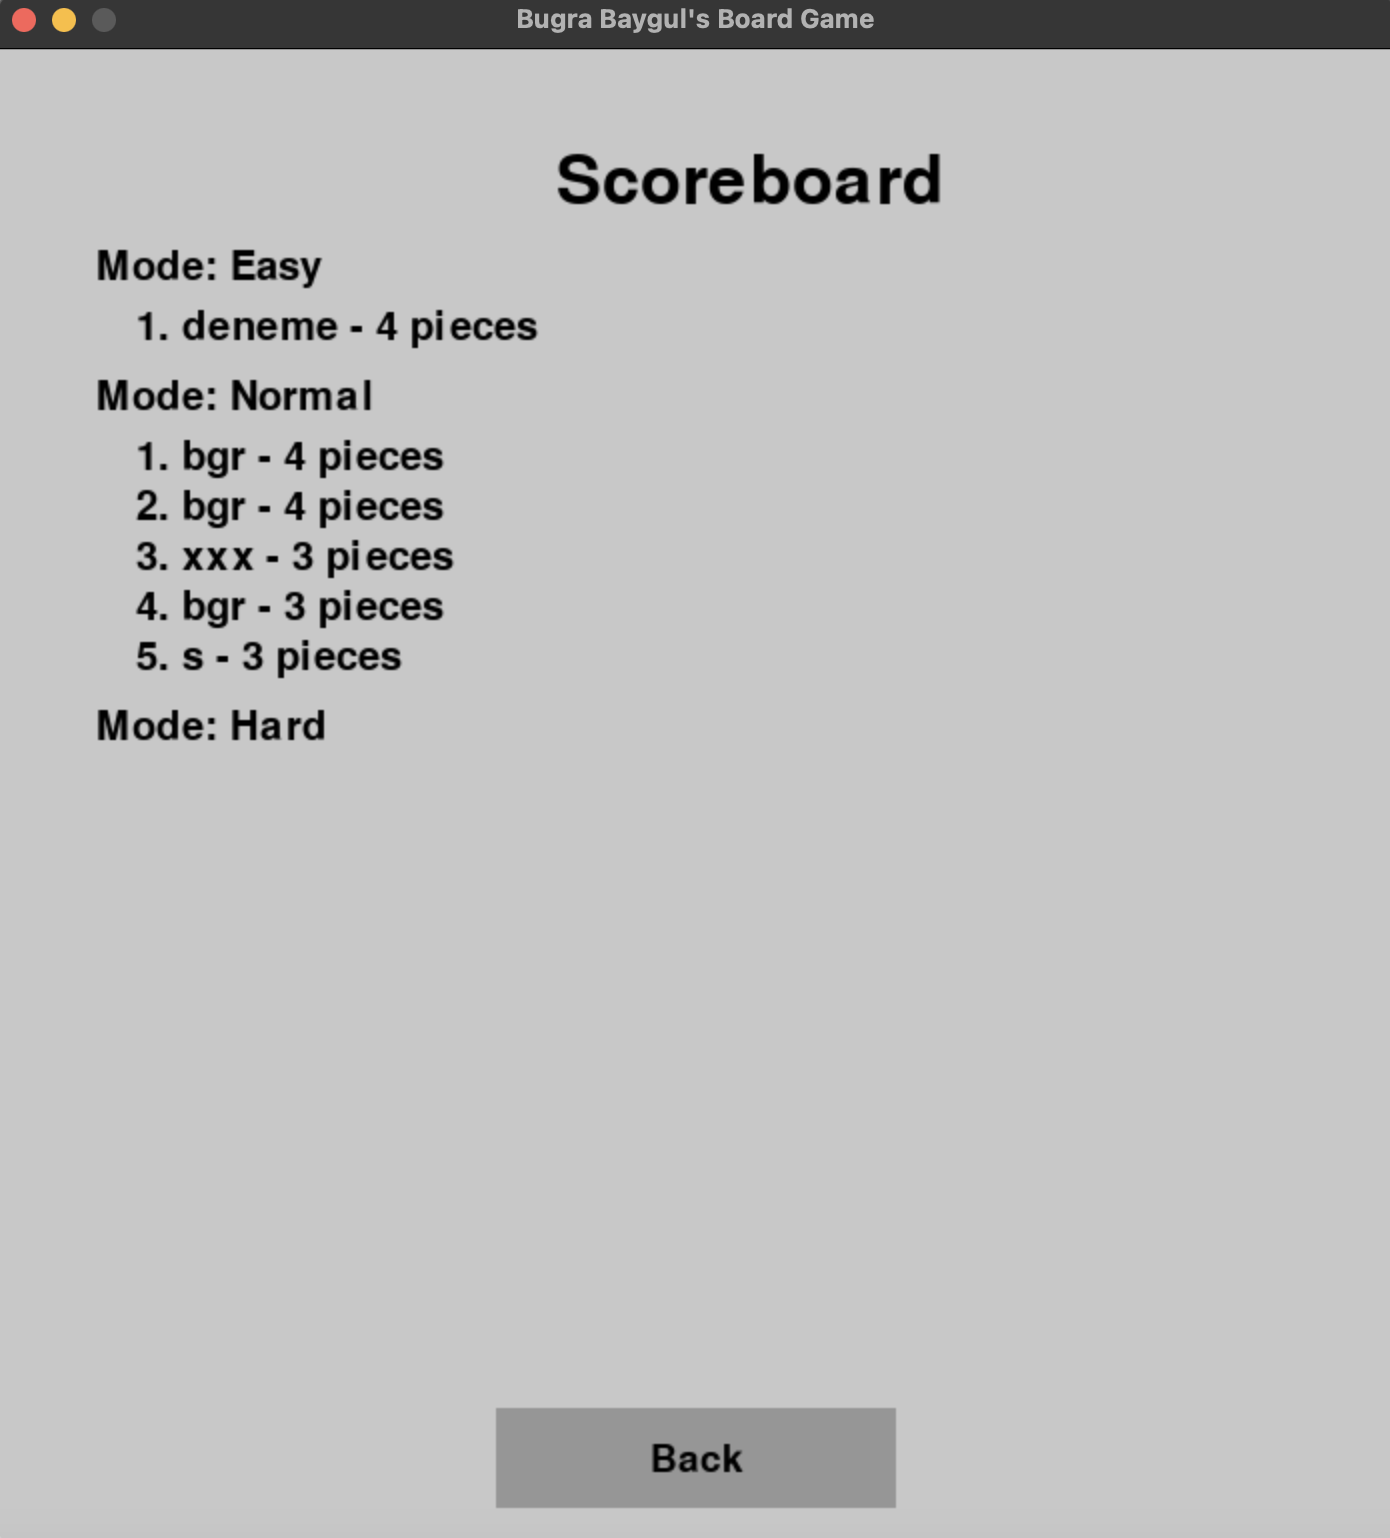 Bugra Baygul's Board Game
Scoreboard
Mode: Easy
1. deneme - 4 pieces
Mode: Normal
1. bgr - 4 pieces
2. bgr - 4 pieces
3. xxx - 3 pieces
4. bgr - 3 pieces
5. s - 3 pieces
Mode: Hard
Back